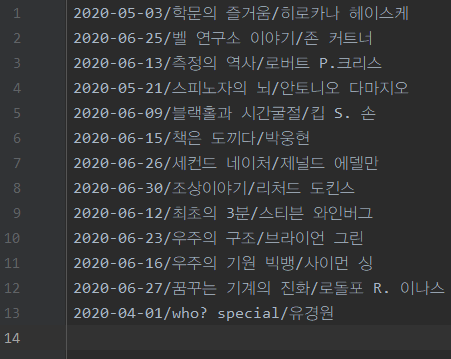 1 2020-05-03/학문의 즐거움/히로카나 헤이스케
2 2020-06-25/벨 연구소 이야기/존 커트너
3 2020-06-13/측정의 역사/로버트 P.크리스
4 2020-05-21/스피노자의 뇌/안토니오 다마지오
5 2020-06-09/블랙홀과 시간굴절/킵 S. 손
6 2020-06-15/책은 도끼다/박웅현
7 2020-06-26/세컨드 네이처/제널드 에델만
8 2020-06-30/조상이야기/리처드 도킨스
9 2020-06-12/최초의 3분/스티븐 와인버그
10 2020-06-23/우주의 구조/브라이언 그린
11 2020-06-16/우주의 기원 빅뱅/사이먼 싱
12 2020-06-27/꿈꾸는 기계의 진화/로돌포 R. 이나스
13 2020-04-01/who? special/유경원
14